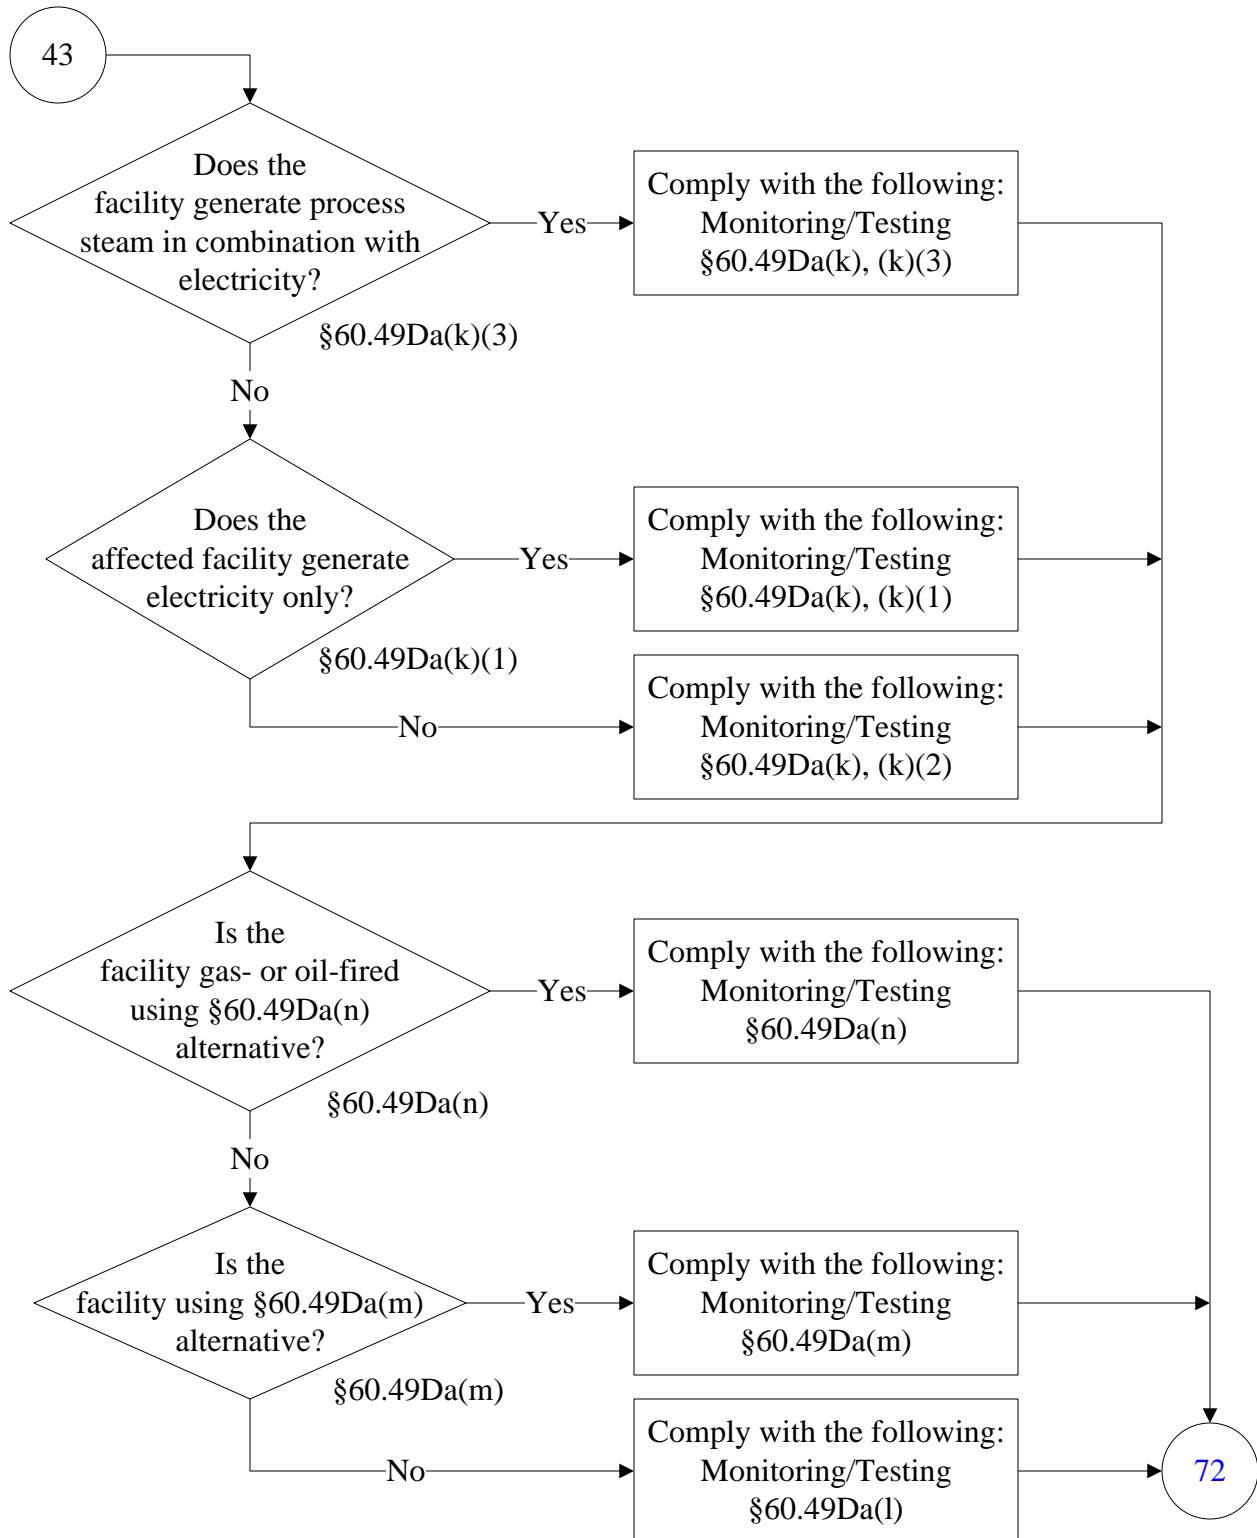 43
Does the
facility generate process
steam in combination with
electricity?
Yes
Comply with the following:
Monitoring/Testing
§60.49Da(k), (k)(3)
§60.49Da(k)(3)
No
Does the
affected facility generate
electricity only?
Yes
Comply with the following:
Monitoring/Testing
§60.49Da(k), (k)(1)
§60.49Da(k)(1)
No
Comply with the following:
Monitoring/Testing
§60.49Da(k), (k)(2)
Is the
facility gas- or oil-fired
using §60.49Da(n)
alternative?
Yes
Comply with the following:
Monitoring/Testing
§60.49Da(n)
§60.49Da(n)
No
Is the
facility using §60.49Da(m)
alternative?
Yes
Comply with the following:
Monitoring/Testing
§60.49Da(m)
§60.49Da(m)
No
Comply with the following:
Monitoring/Testing
§60.49Da(l)
72